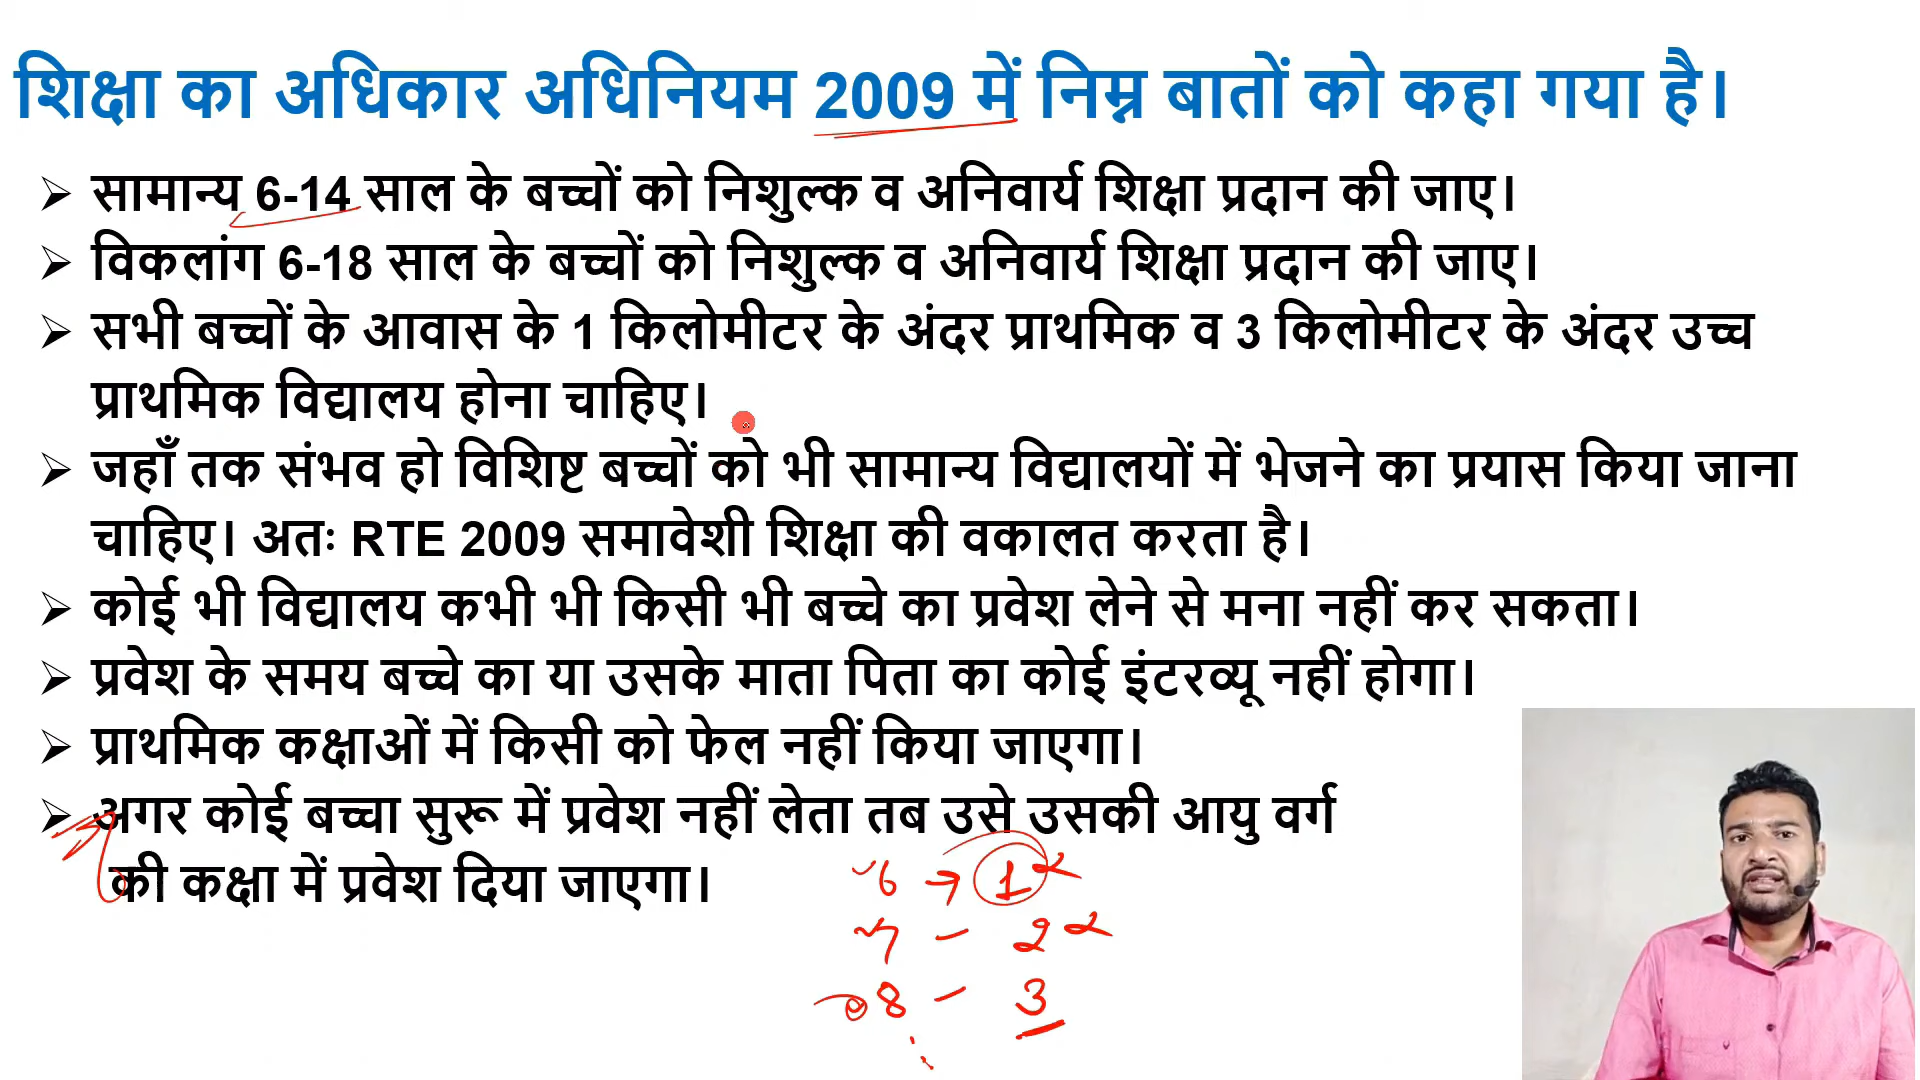 शिक्षा का अधिकार अधिनियम 2009 में निम्न बातों को कहा गया है।
➢ सामान्य 6-14 साल के बच्चों को निशुल्क व अनिवार्य शिक्षा प्रदान की जाए।
➢ विकलांग 6-18 साल के बच्चों को निशुल्क व अनिवार्य शिक्षा प्रदान की जाए।
➢ सभी बच्चों के आवास के 1 किलोमीटर के अंदर प्राथमिक व 3 किलोमीटर के अंदर उच्च
प्राथमिक विद्यालय होना चाहिए।
➢ जहाँ तक संभव हो विशिष्ट बच्चों को भी सामान्य विद्यालयों में भेजने का प्रयास किया जाना
चाहिए। अतः RTE 2009 समावेशी शिक्षा की वकालत करता है।
➢ कोई भी विद्यालय कभी भी किसी भी बच्चे का प्रवेश लेने से मना नहीं कर सकता।
➢ प्रवेश के समय बच्चे का या उसके माता पिता का कोई इंटरव्यू नहीं होगा।
➢ प्राथमिक कक्षाओं में किसी को फेल नहीं किया जाएगा।
➢ अगर कोई बच्चा सुरू में प्रवेश नहीं लेता तब उसे उसकी आयु वर्ग
की कक्षा में प्रवेश दिया जाएगा।
6 → 1
7 - 2
8 - 3